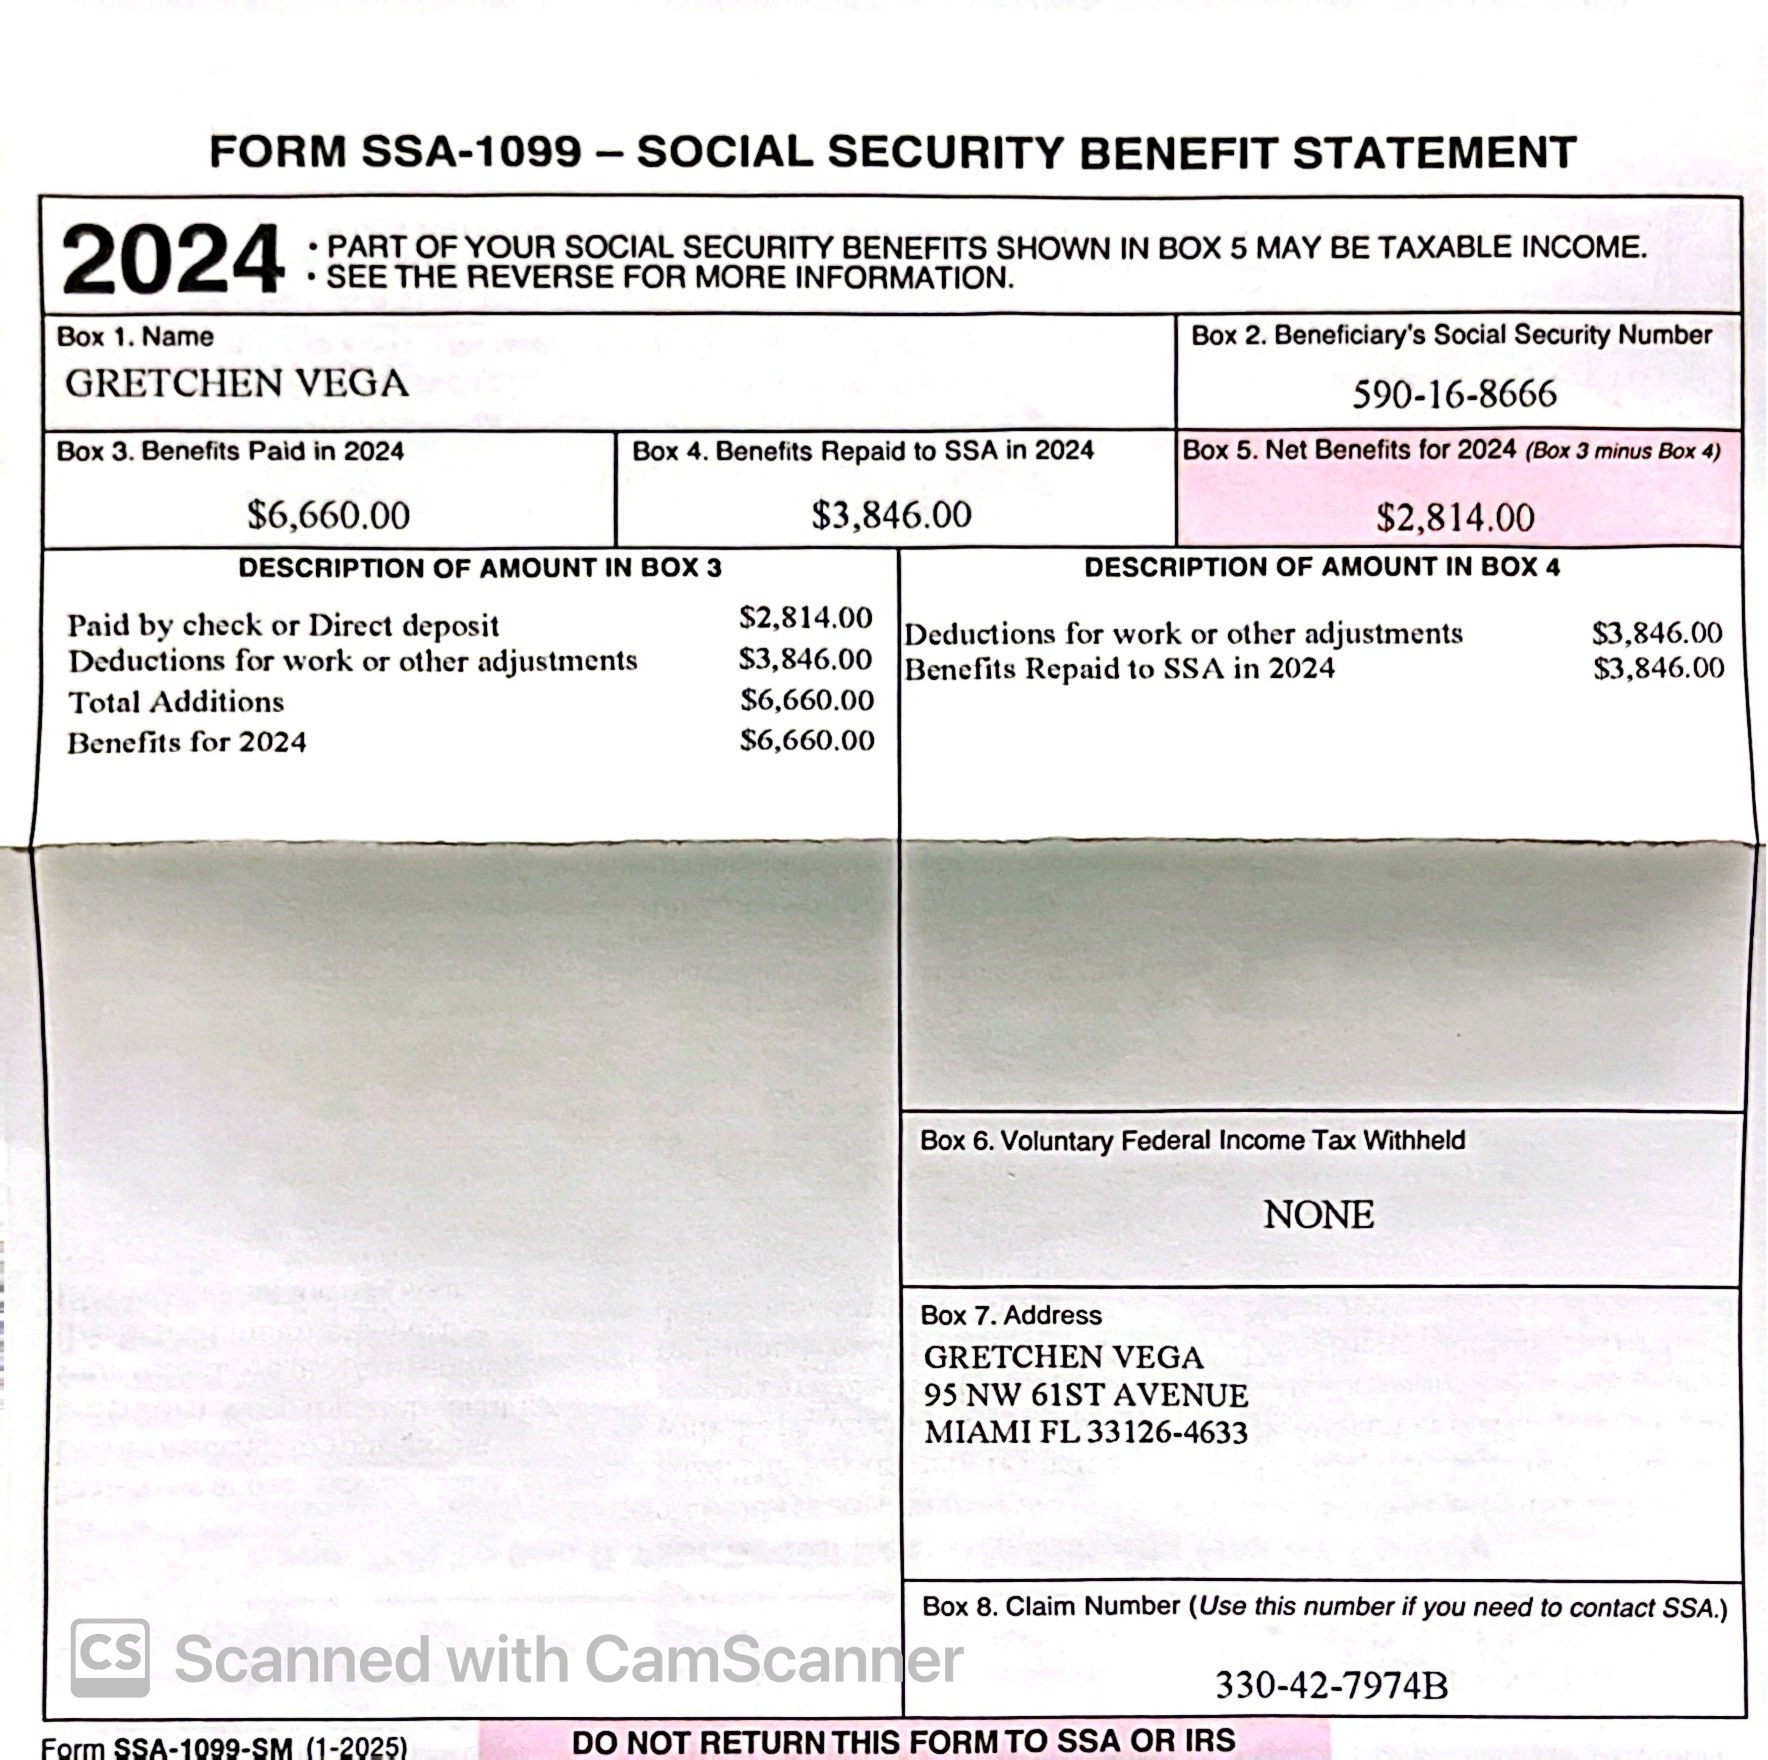 FORM SSA-1099 – SOCIAL SECURITY BENEFIT STATEMENT
2024
• PART OF YOUR SOCIAL SECURITY BENEFITS SHOWN IN BOX 5 MAY BE TAXABLE INCOME.
• SEE THE REVERSE FOR MORE INFORMATION.
Box 1. Name
GRETCHEN VEGA
Box 2. Beneficiary's Social Security Number
590-16-8666
Box 3. Benefits Paid in 2024
$6,660.00
Box 4. Benefits Repaid to SSA in 2024
$3,846.00
Box 5. Net Benefits for 2024 (Box 3 minus Box 4)
$2,814.00
DESCRIPTION OF AMOUNT IN BOX 3
Paid by check or Direct deposit $2,814.00
Deductions for work or other adjustments $3,846.00
Total Additions $6,660.00
Benefits for 2024 $6,660.00
DESCRIPTION OF AMOUNT IN BOX 4
Deductions for work or other adjustments $3,846.00
Benefits Repaid to SSA in 2024 $3,846.00
Box 6. Voluntary Federal Income Tax Withheld
NONE
Box 7. Address
GRETCHEN VEGA
95 NW 61ST AVENUE
MIAMI FL 33126-4633
Box 8. Claim Number (Use this number if you need to contact SSA.)
330-42-7974B
CS Scanned with CamScanner
Form SSA-1099-SM (1-2025)
DO NOT RETURN THIS FORM TO SSA OR IRS